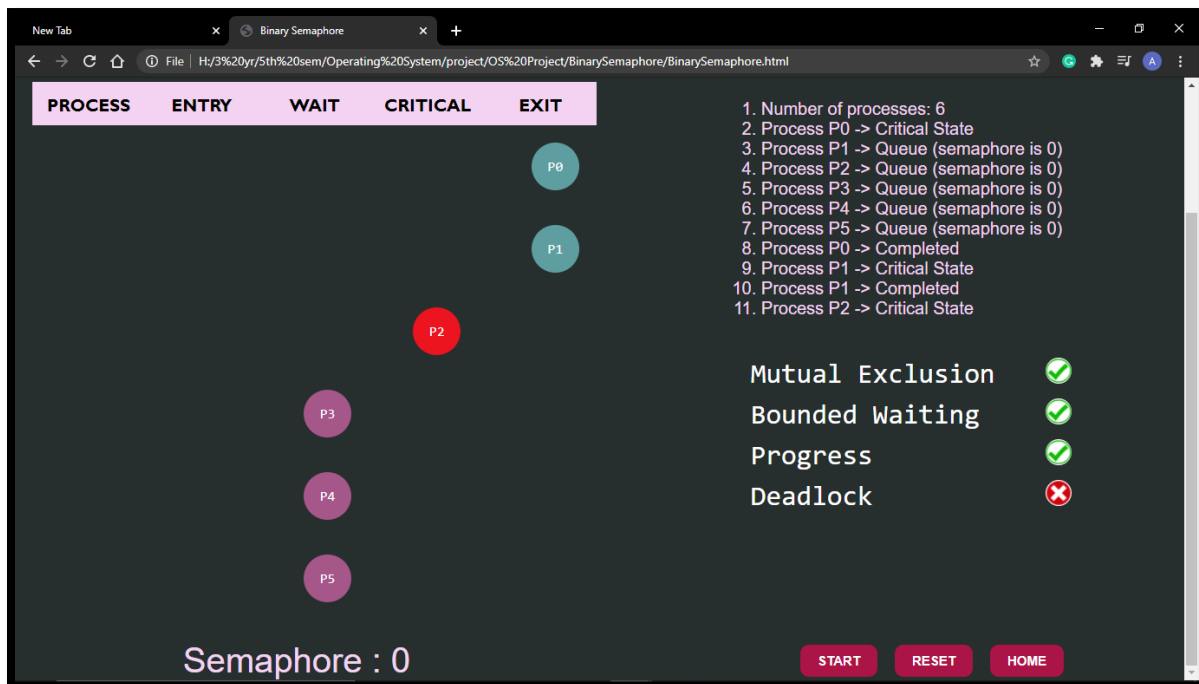 New Tab
Binary Semaphore
File | H:/3%20yr/5th%20sem/Operating%20System/project/OS%20Project/BinarySemaphore/BinarySemaphore.html
A
PROCESS ENTRY WAIT CRITICAL EXIT
P0
P1
P2
P3
P4
P5
Semaphore : 0
1. Number of processes: 6
2. Process P0 -> Critical State
3. Process P1 -> Queue (semaphore is 0)
4. Process P2 -> Queue (semaphore is 0)
5. Process P3 -> Queue (semaphore is 0)
6. Process P4 -> Queue (semaphore is 0)
7. Process P5 -> Queue (semaphore is 0)
8. Process P0 -> Completed
9. Process P1 -> Critical State
10. Process P1 -> Completed
11. Process P2 -> Critical State
Mutual Exclusion
Bounded Waiting
Progress
Deadlock
START RESET HOME